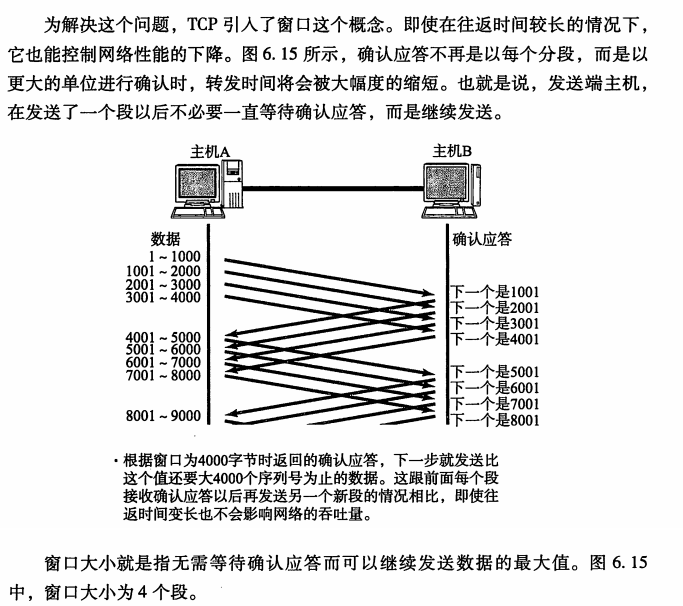 为解决这个问题，TCP 引入了窗口这个概念。即使在往返时间较长的情况下，
它也能控制网络性能的下降。图6.15 所示，确认应答不再是以每个分段，而是以
更大的单位进行确认时，转发时间将会被大幅度的缩短。也就是说，发送端主机，
在发送了一个段以后不必要一直等待确认应答，而是继续发送。
主机A
主机B
数据
确认应答
1～1000
1001～2000
2001～3000
3001～4000
下一个是1001
下一个是2001
下一个是3001
下一个是4001
4001～5000
5001～6000
6001～7000
7001～8000
下一个是5001
下一个是6001
下一个是7001
下一个是8001
8001～9000
·根据窗口为4000字节时返回的确认应答，下一步就发送比
这个值还要大4000个序列号为止的数据。这跟前面每个段
接收确认应答以后再发送另一个新段的情况相比，即使往
返时间变长也不会影响网络的吞吐量。
窗口大小就是指无需等待确认应答而可以继续发送数据的最大值。图 6.15
中，窗口大小为4个段。